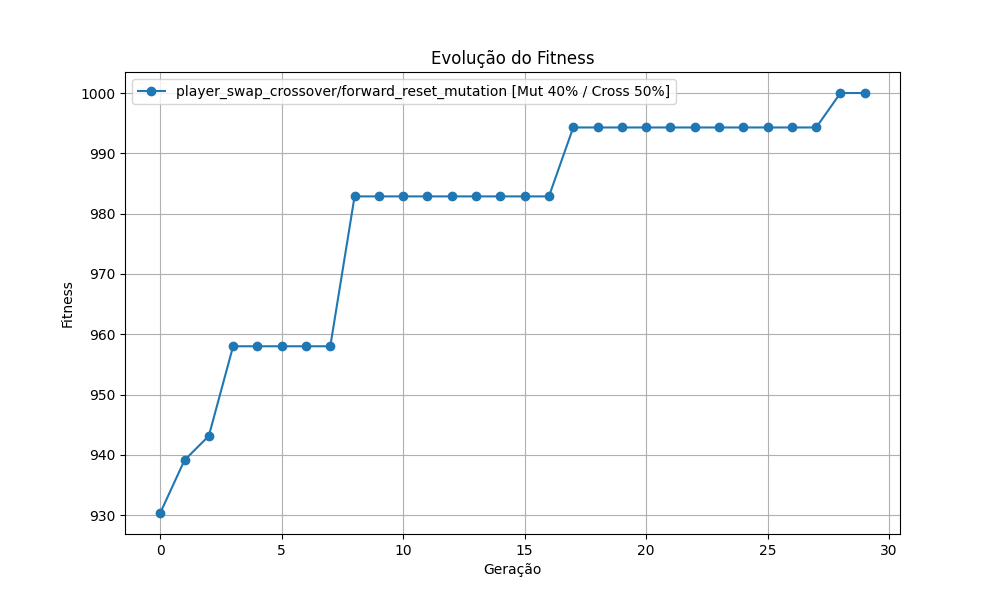 Evolução do Fitness
player_swap_crossover/forward_reset_mutation [Mut 40% / Cross 50%]
1000
990
980
970
960
950
940
930
Fitness
0 5 10 15 20 25 30
Geração